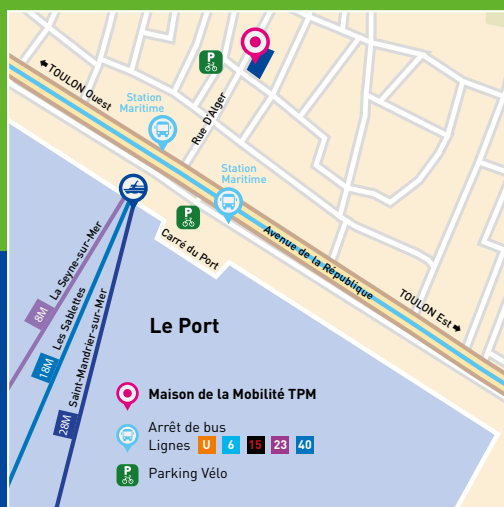 P
TOULON Ouest
Station
Maritime
Rue D'Alger
Station
Maritime
P
Carré du Port
Avenue de la République
TOULON Est
8M La Seyne-sur-Mer
18M Les Sablettes
28M Saint-Mandrier-sur-Mer
Le Port
Maison de la Mobilité TPM
Arrêt de bus
Lignes U 6 15 23 40
P Parking Vélo